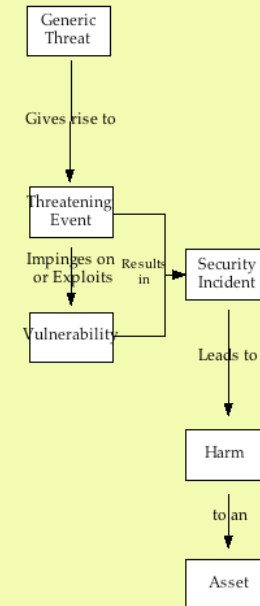 Generic
Threat
Gives rise to
Threatening
Event
Impinges on
or Exploits
Results
in
Security
Incident
Vulnerability
Leads to
Harm
to an
Asset